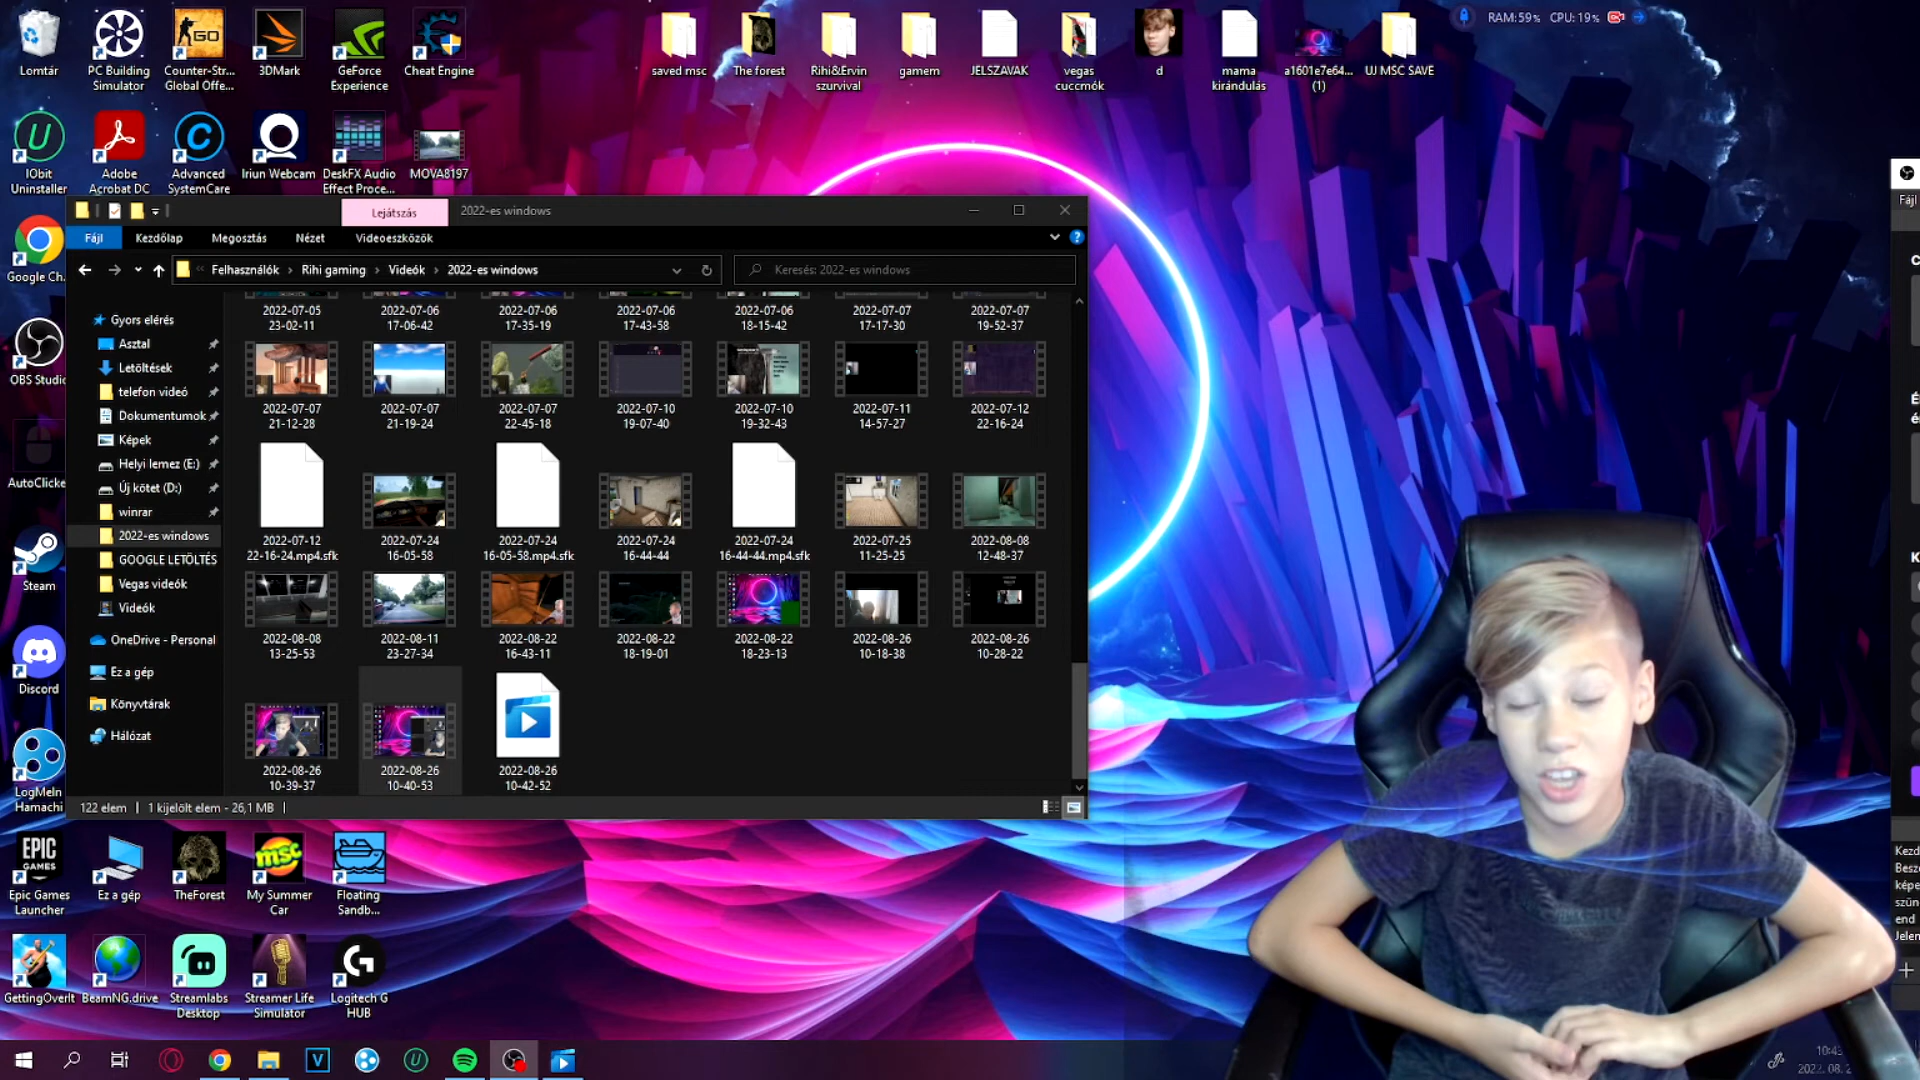 Lomtár
PC Building
Simulator
Counter-Str...
Global Offe...
3DMark
GeForce
Experience
Cheat Engine
saved msc
The forest
Rihi&Ervin
szurvival
gamem
JELSZAVAK
vegas
cuccmók
d
mama
kirándulás
a1601e7e64...
(1)
UJ MSC SAVE
RAM:59% CPU:19%
IObit
Uninstaller
Adobe
Acrobat DC
Advanced
SystemCare
Iriun Webcam
DeskFX Audio
Effect Proce...
MOVA8197
Lejátszás
2022-es windows
Fájl
Kezdőlap
Megosztás
Nézet
Videoeszközök
Felhasználók
Rihi gaming
Videók
2022-es windows
Keresés: 2022-es windows
Google Ch
OBS Studio
AutoClicke
Steam
Discord
LogMeIn
Hamachi
Gyors elérés
Asztal
Letöltések
telefon videó
Dokumentumok
Képek
Helyi lemez (E:)
Új kötet (D:)
winrar
2022-es windows
GOOGLE LETÖLTÉS
Vegas videók
Videók
OneDrive - Personal
Ez a gép
Könyvtárak
Hálózat
2022-07-05
23-02-11
2022-07-06
17-06-42
2022-07-06
17-35-19
2022-07-06
17-43-58
2022-07-06
18-15-42
2022-07-07
17-17-30
2022-07-07
19-52-37
2022-07-07
21-12-28
2022-07-07
21-19-24
2022-07-07
22-45-18
2022-07-10
19-07-40
2022-07-10
19-32-43
2022-07-11
14-57-27
2022-07-12
22-16-24
2022-07-12
22-16-24.mp4.sfk
2022-07-24
16-05-58
2022-07-24
16-05-58.mp4.sfk
2022-07-24
16-44-44
2022-07-24
16-44-44.mp4.sfk
2022-07-25
11-25-25
2022-08-08
12-48-37
2022-08-08
13-25-53
2022-08-11
23-27-34
2022-08-22
16-43-11
2022-08-22
18-19-01
2022-08-22
18-23-13
2022-08-26
10-18-38
2022-08-26
10-28-22
2022-08-26
10-39-37
2022-08-26
10-40-53
2022-08-26
10-42-52
122 elem
1 kijelölt elem - 26,1 MB
EPIC
GAMES
Epic Games
Launcher
Ez a gép
TheForest
msc
My Summer
Car
Floating
Sandb...
GettingOverIt
BeamNG.drive
Streamlabs
Desktop
Streamer Life
Simulator
Logitech G
HUB
Fájl
Kezd
Besz
képe
szün
end
Jelen
10:43
2022. 08. 2